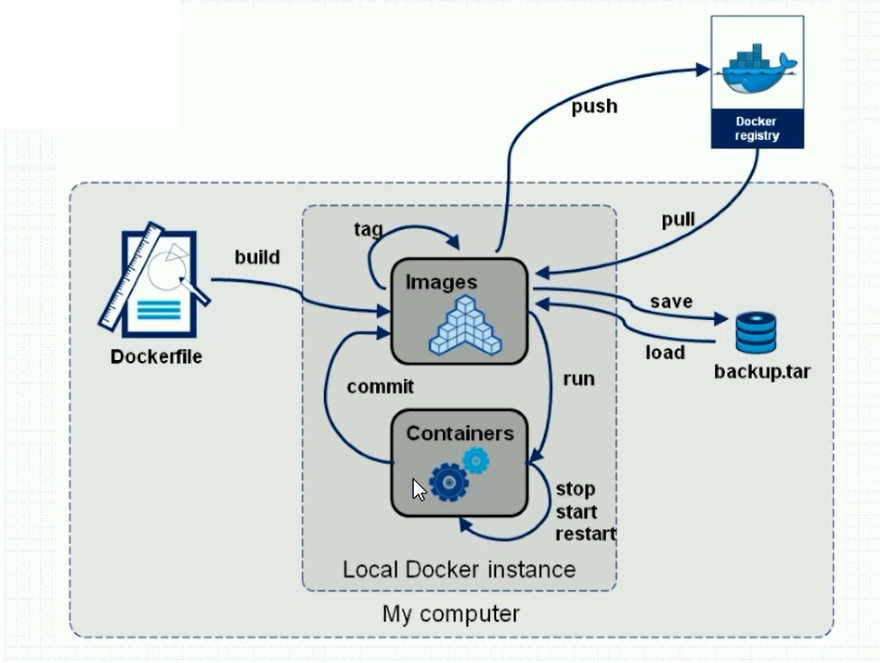 Docker
registry
push
pull
tag
build
Images
save
load
Dockerfile
backup.tar
commit
run
Containers
stop
start
restart
Local Docker instance
My computer